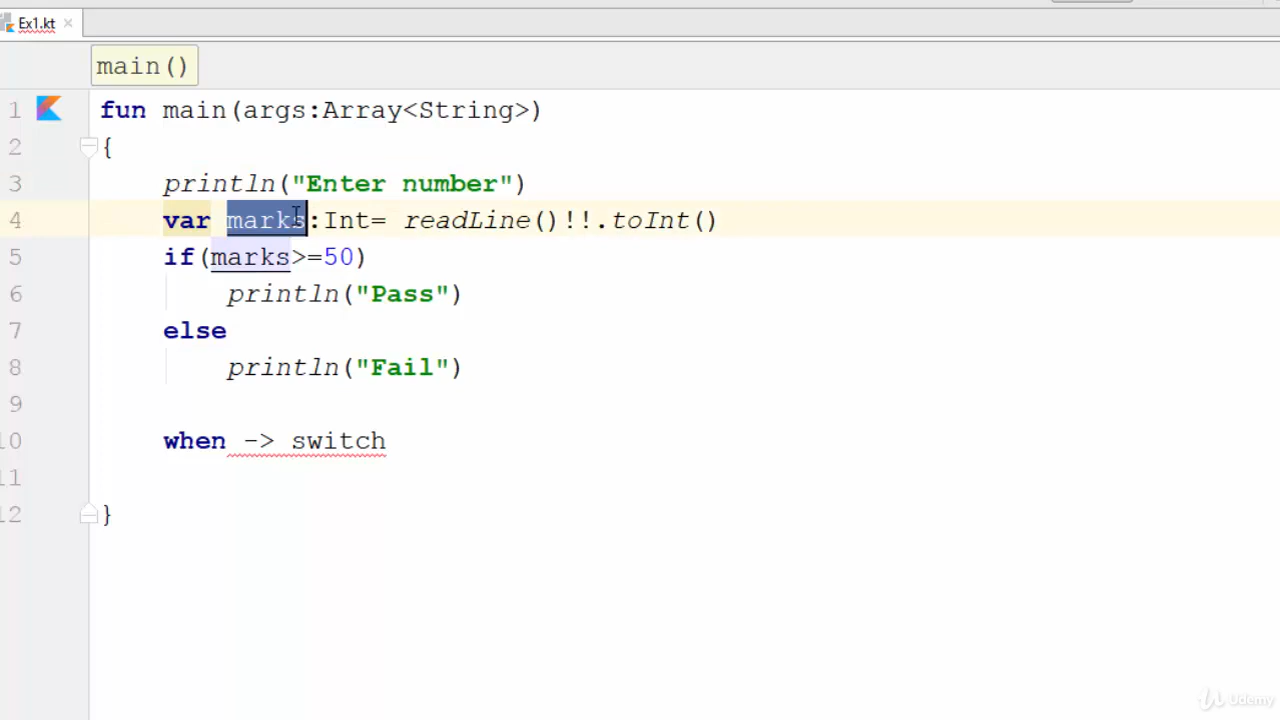 Ex1.kt
main()
1 fun main(args:Array<String>)
2 {
3 println("Enter number")
4 var marks:Int= readLine()!!.toInt()
5 if(marks>=50)
6 println("Pass")
7 else
8 println("Fail")
9
10 when -> switch
11
12 }
Udemy